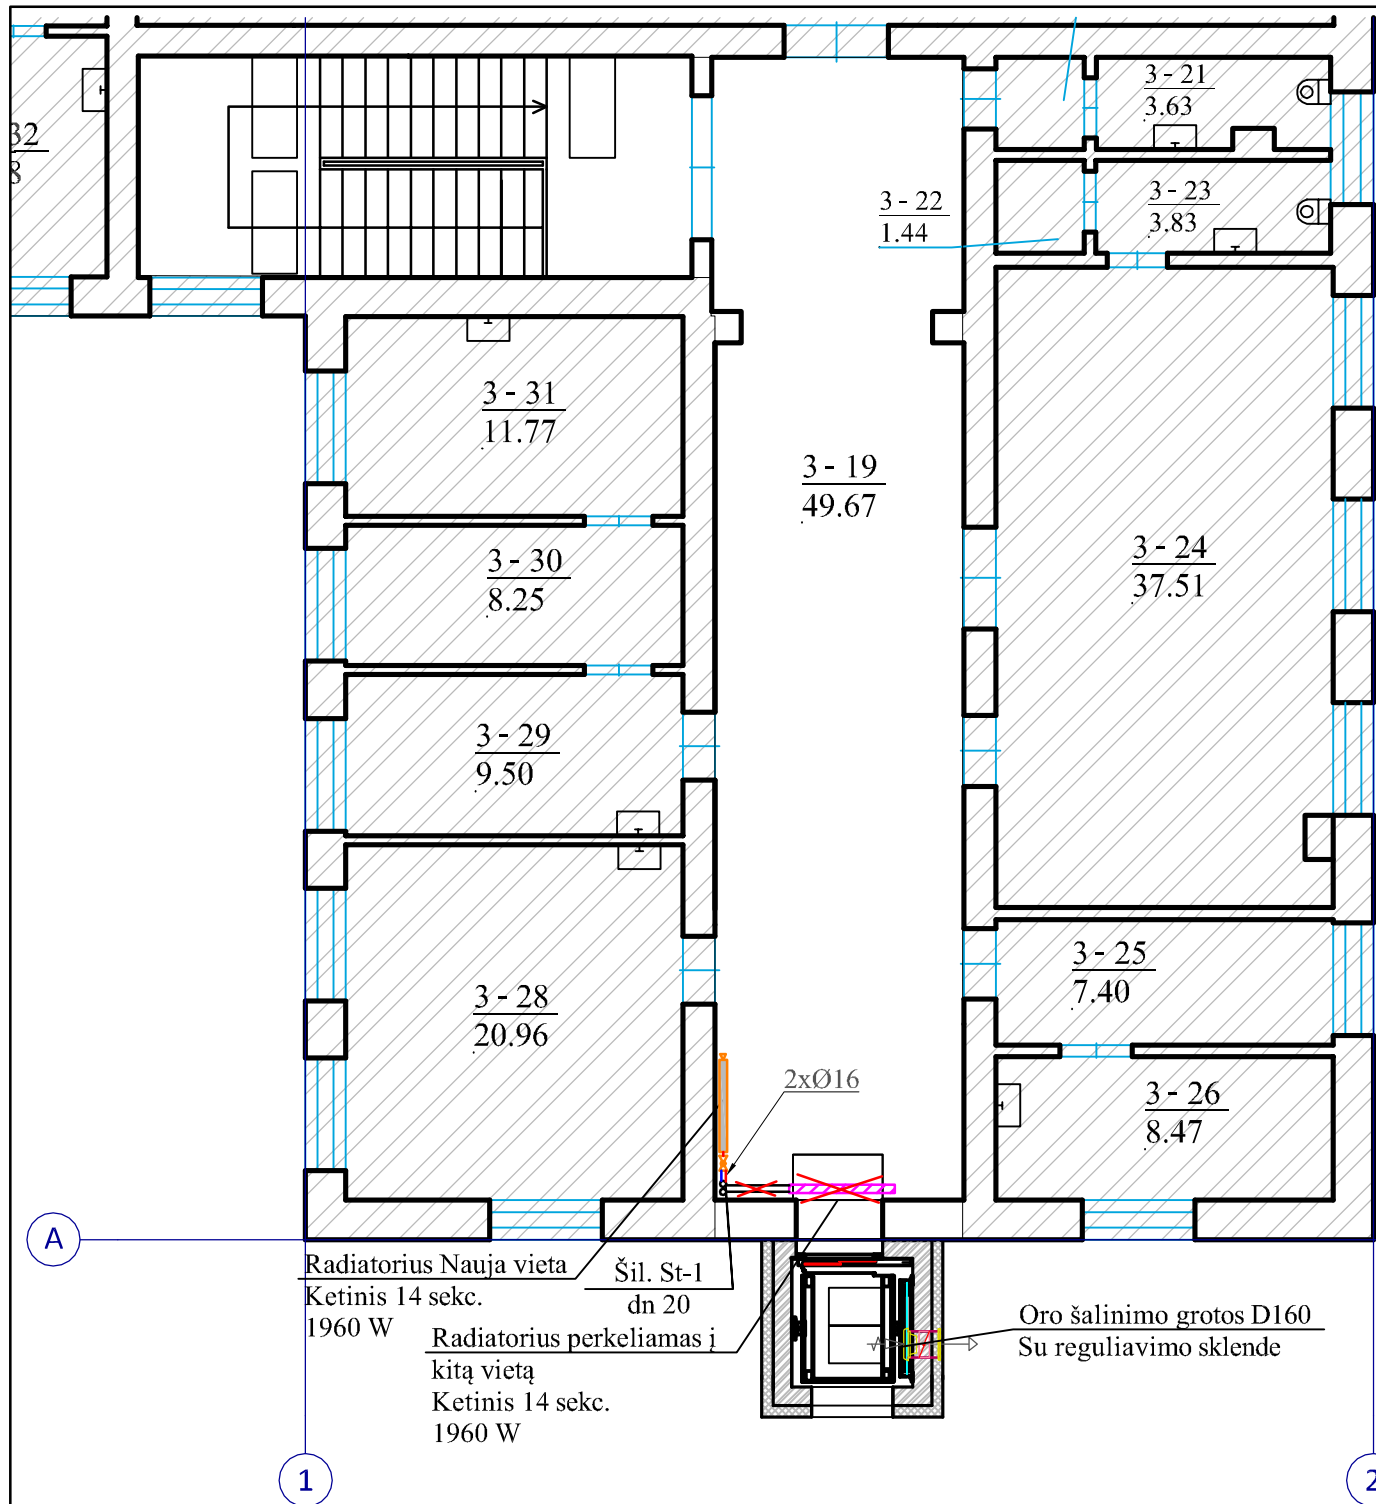 3 - 21
3.63
32
8
3 - 22
1.44
3 - 23
3.83
3 - 31
11.77
3 - 19
49.67
3 - 30
8.25
3 - 24
37.51
3 - 29
9.50
3 - 25
7.40
3 - 28
20.96
2xØ16
3 - 26
8.47
A
Radiatorius Nauja vieta
Ketinis 14 sekc.
1960 W
Šil. St-1
dn 20
Radiatorius perkeliamas į
kitą vietą
Ketinis 14 sekc.
1960 W
Oro šalinimo grotos D160
Su reguliavimo sklende
1
2